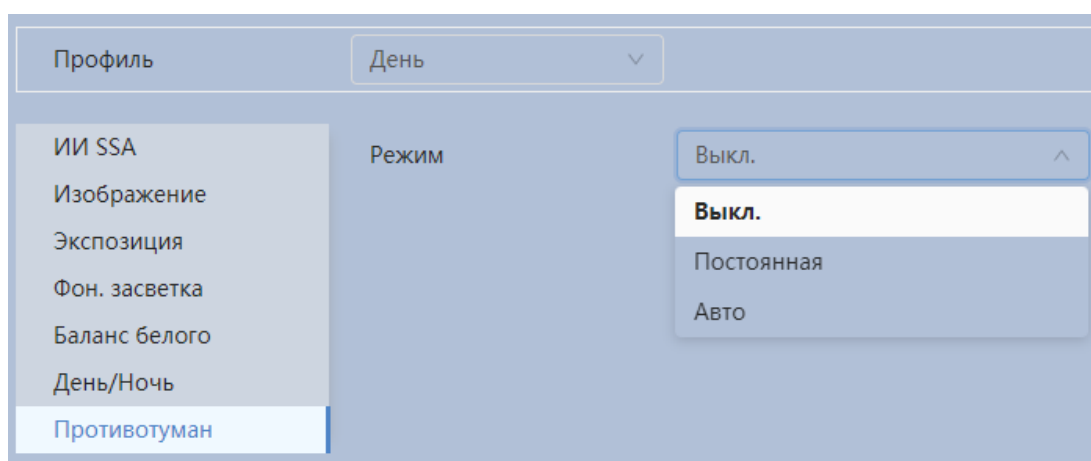 Профиль День
ИИ SSA
Режим Выкл.
Изображение
Выкл.
Экспозиция
Постоянная
Фон. засветка
Авто
Баланс белого
День/Ночь
Противотуман